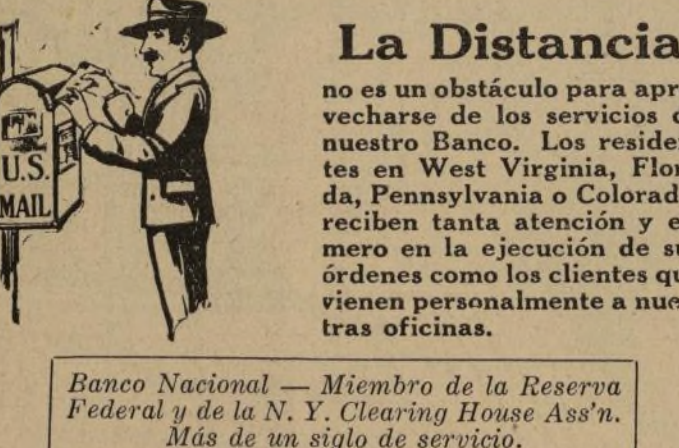 La Distancia
no es un obstáculo para apr
vecharse de los servicios
nuestro Banco. Los reside
tes en West Virginia, Flo
da, Pennsylvania o Colorad
reciben tanta atención y e
mero en la ejecución de s
órdenes como los clientes qu
vienen personalmente a nue
tras oficinas.
U.S.
MAIL
Banco Nacional — Miembro de la Reserva
Federal y de la N. Y. Clearing House Ass'n.
Más de un siglo de servicio.